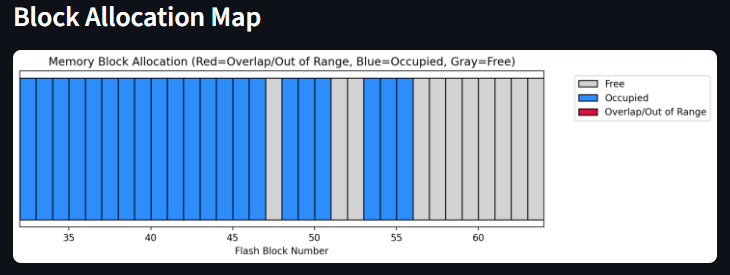 Block Allocation Map
Memory Block Allocation (Red=Overlap/Out of Range, Blue=Occupied, Gray=Free)
Free
Occupied
Overlap/Out of Range
35 40 45 50 55 60
Flash Block Number